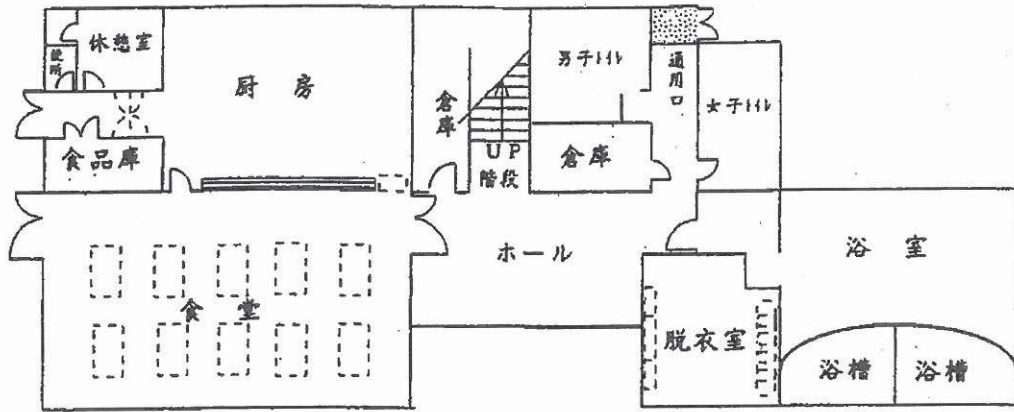 休憩室
便所
厨房
男子トイレ
通用口
女子トイレ
倉庫
食品庫
UP
階段
倉庫
ホール
浴室
食堂
脱衣室
浴槽
浴槽